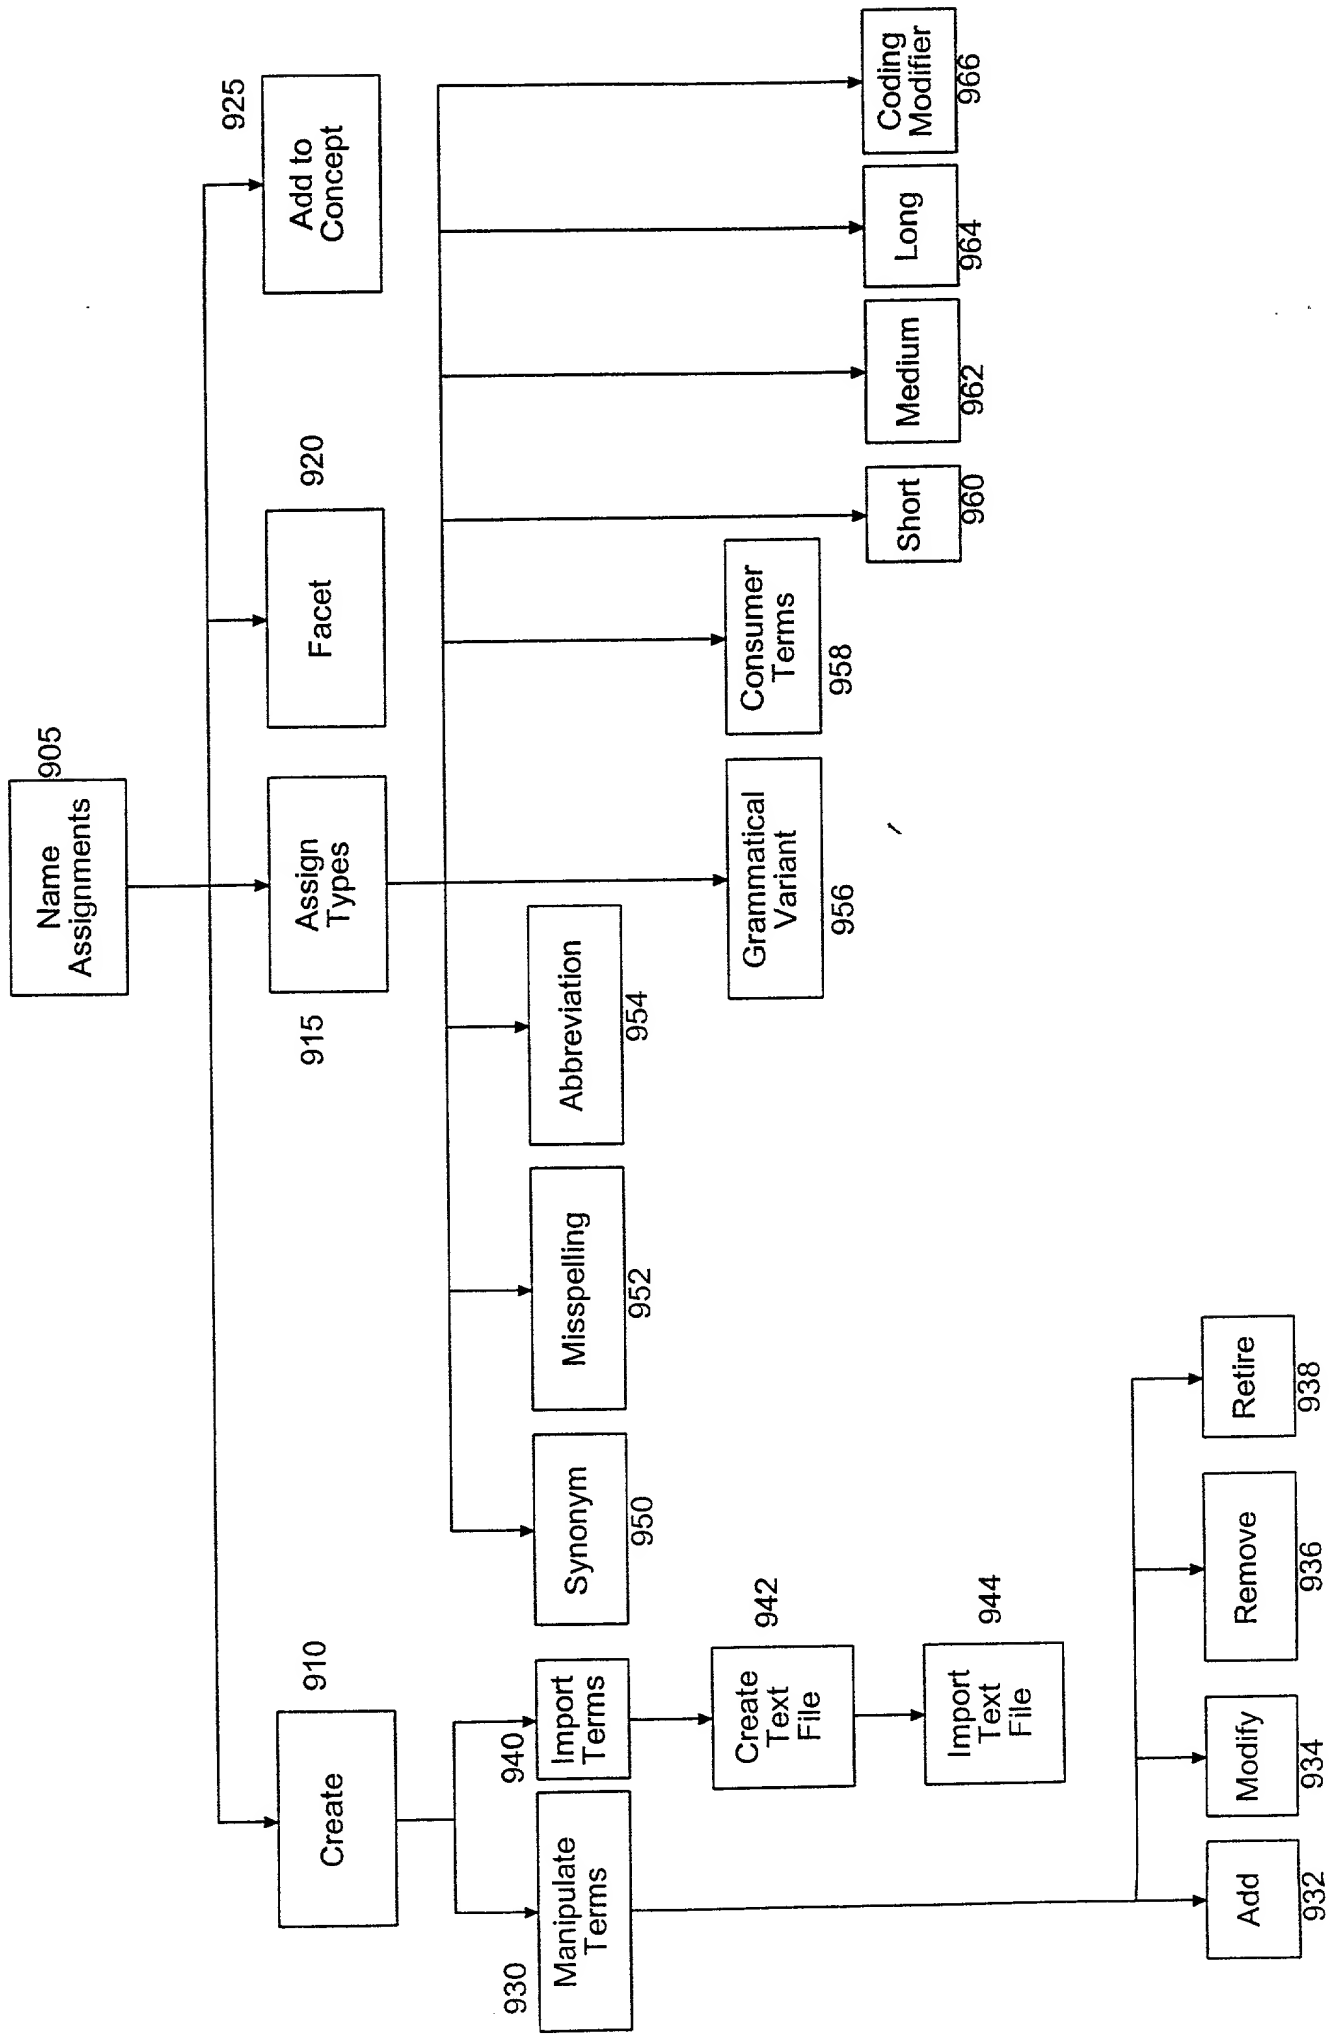 Name
Assignments
905
Create
910
Assign
Types
915
Facet
920
Add to
Concept
925
Manipulate
Terms
930
Import
Terms
940
Synonym
950
Misspelling
952
Abbreviation
954
Create
Text
File
942
Grammatical
Variant
956
Consumer
Terms
958
Short
960
Medium
962
Long
964
Coding
Modifier
966
Import
Text
File
944
Add
932
Modify
934
Remove
936
Retire
938